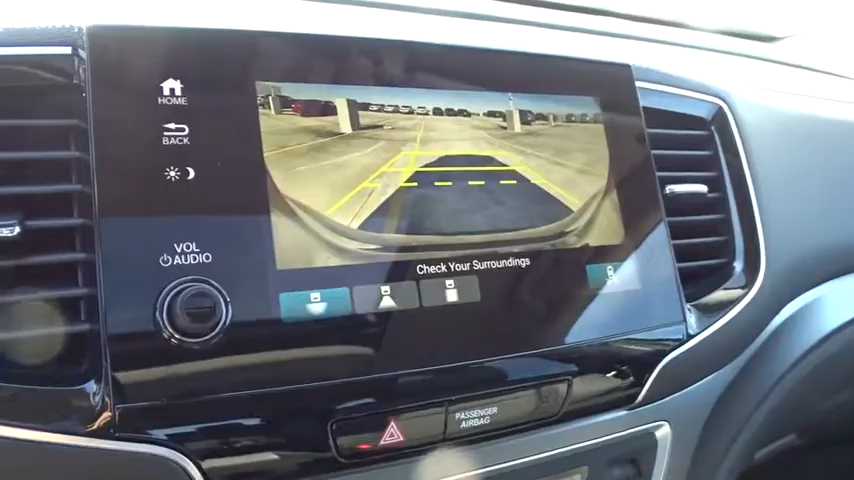 HOME
BACK
VOL
AUDIO
Check Your Surroundings
PASSENGER
AIRBAG